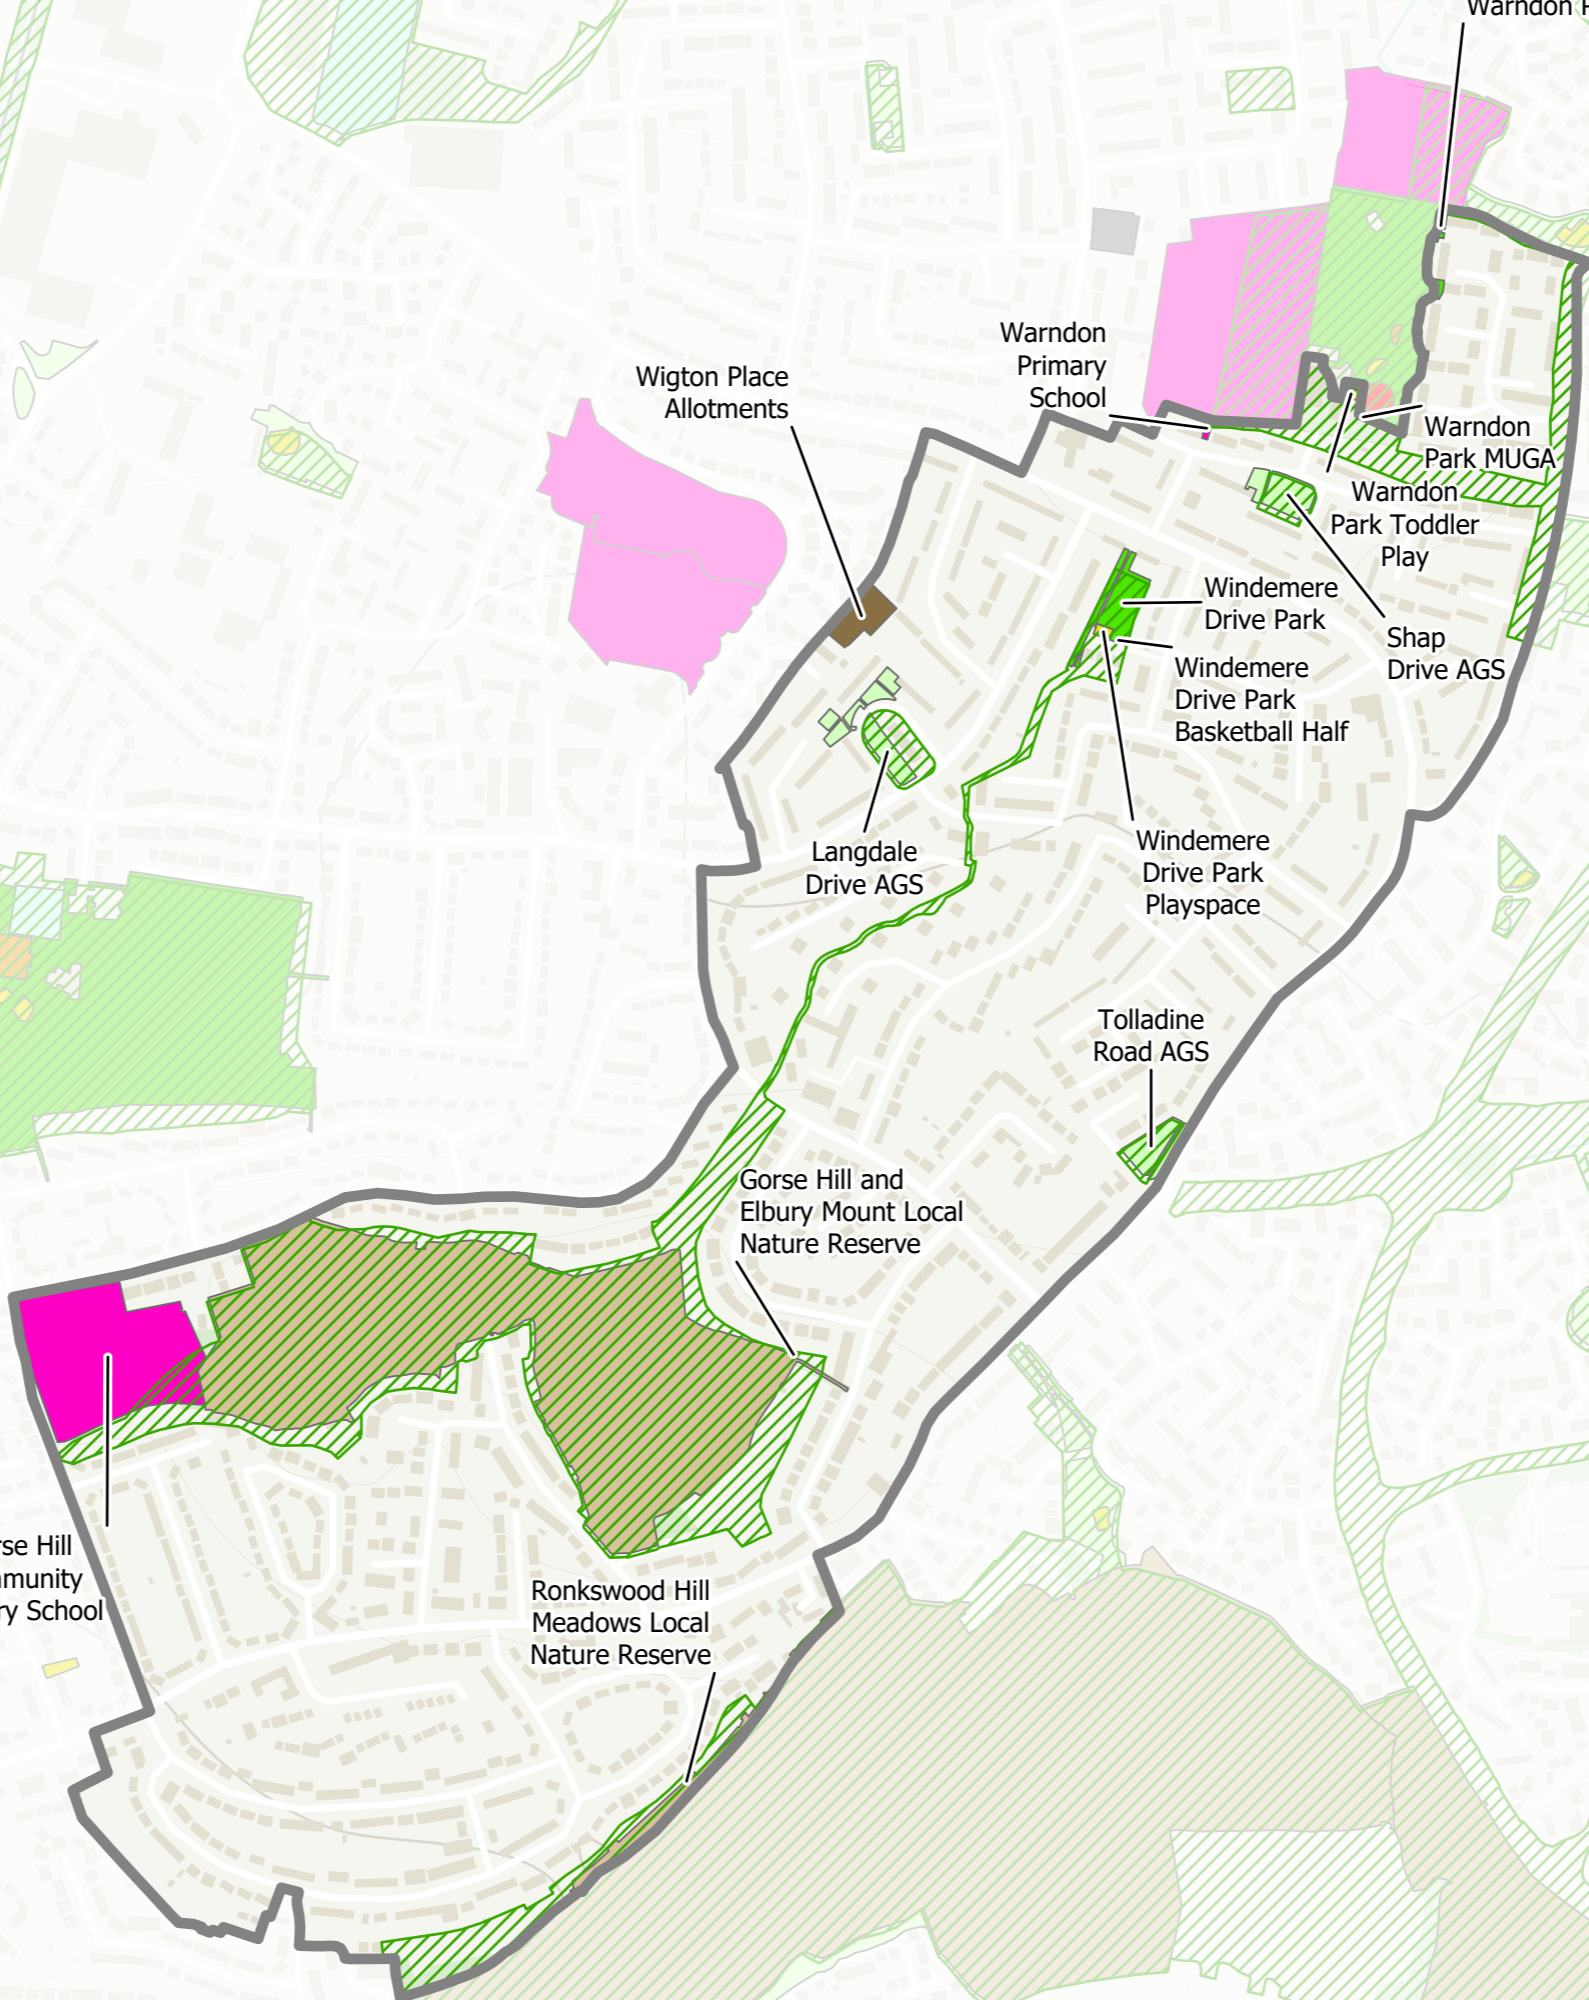 Warndon
Wigton Place
Allotments
Warndon
Primary
School
Warndon
Park MUGA
Warndon
Park Toddler
Play
Windemere
Drive Park
Shap
Drive AGS
Windemere
Drive Park
Basketball Half
Langdale
Drive AGS
Windemere
Drive Park
Playspace
Tolladine
Road AGS
Gorse Hill and
Elbury Mount Local
Nature Reserve
Hill
School
Ronkswood Hill
Meadows Local
Nature Reserve